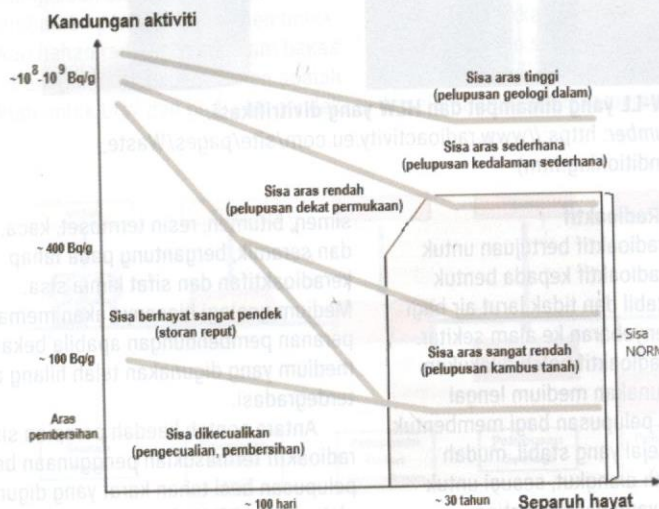 Kandungan aktiviti
~10⁸-10⁹ Bq/g
Sisa aras tinggi
(pelupusan geologi dalam)
Sisa aras sederhana
(pelupusan kedalaman sederhana)
Sisa aras rendah
(pelupusan dekat permukaan)
~ 400 Bq/g
Sisa berhayat sangat pendek
(storan reput)
Sisa
NORM
~ 100 Bq/g
Sisa aras sangat rendah
(pelupusan kambus tanah)
Aras
pembersihan
Sisa dikecualikan
(pengecualian, pembersihan)
~ 100 hari
~ 30 tahun
Separuh hayat